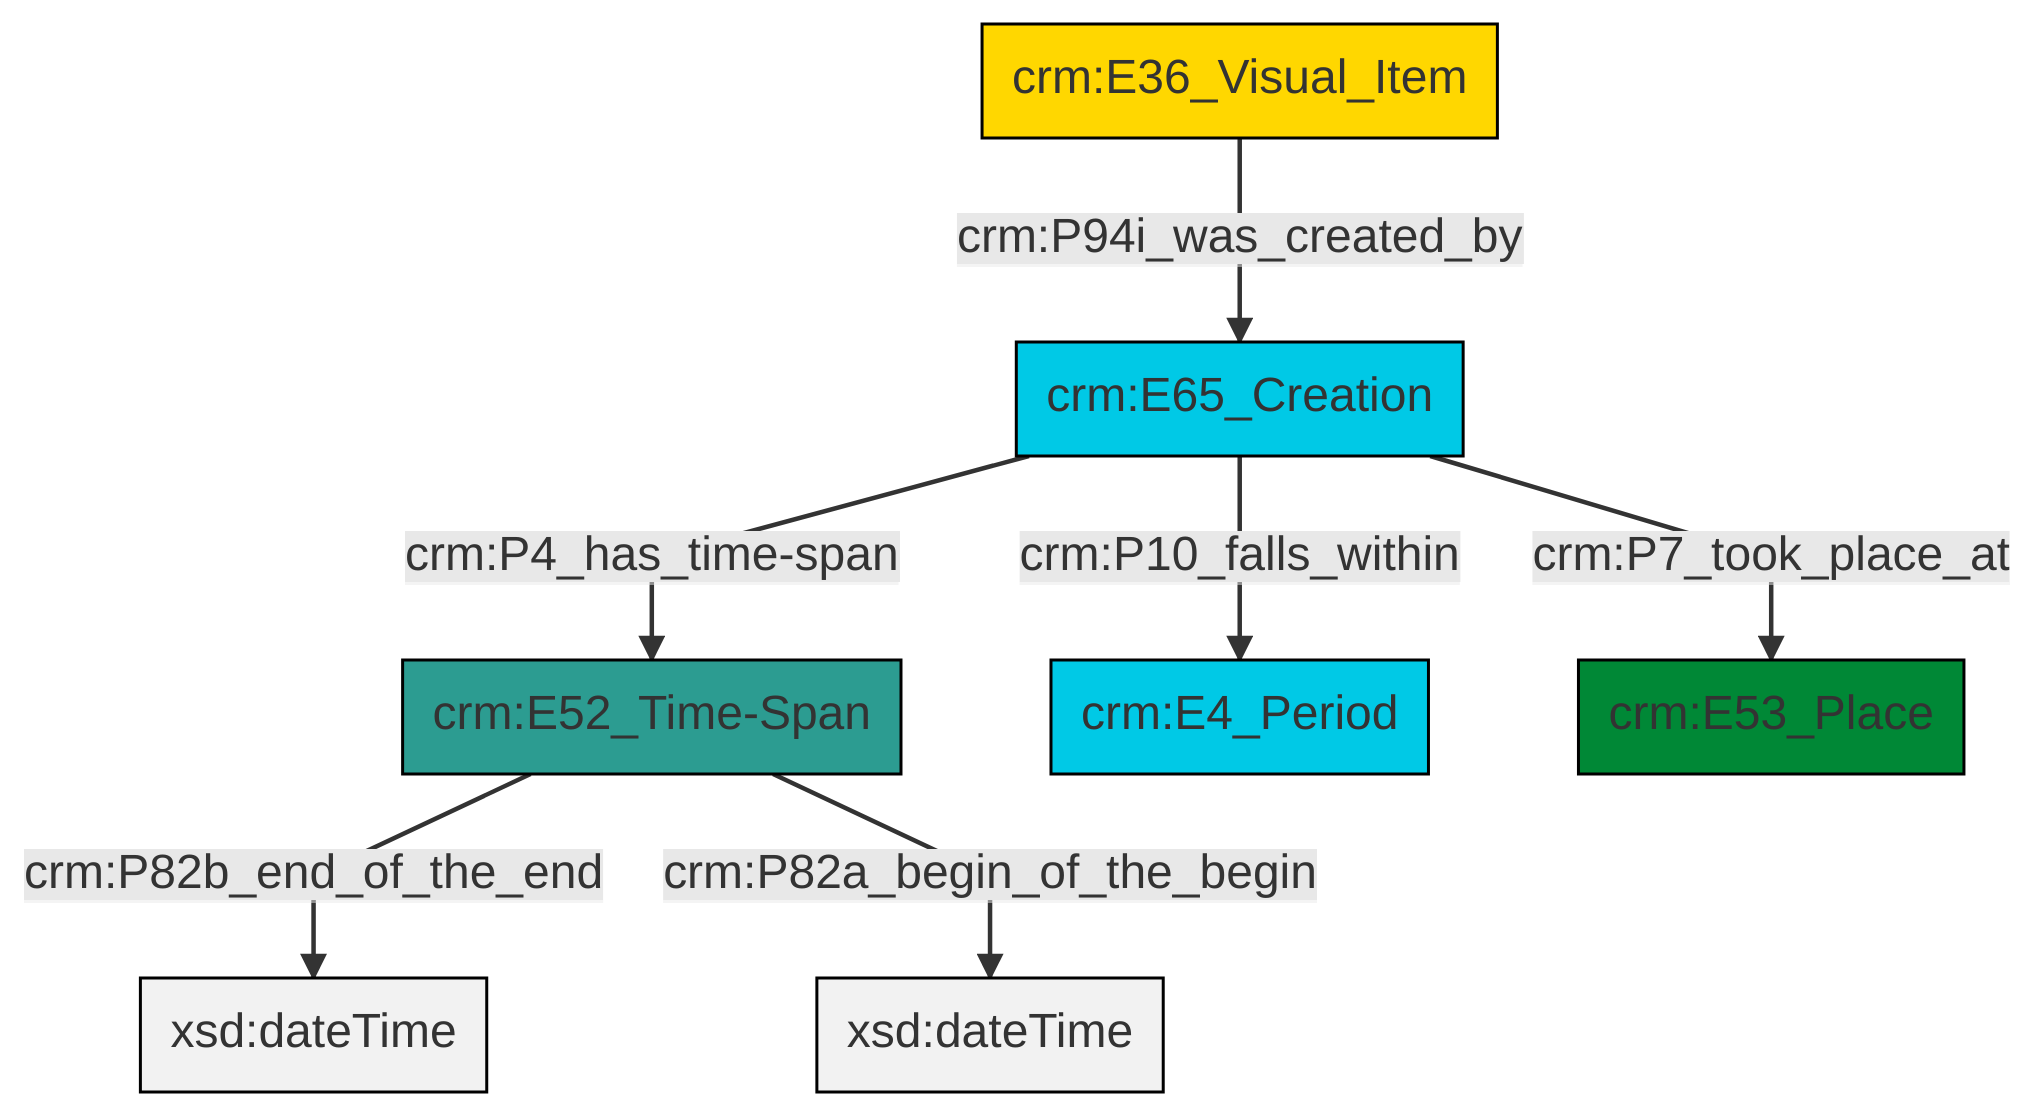 crm:E36_Visual_Item
crm:P94i_was_created_by
crm:E65_Creation
crm:P4_has_time-span
crm:P10_falls_within
crm:P7_took_place_at
crm:E52_Time-Span
crm:E4_Period
crm:E53_Place
crm:P82b_end_of_the_end
crm:P82a_begin_of_the_begin
xsd:dateTime
xsd:dateTime